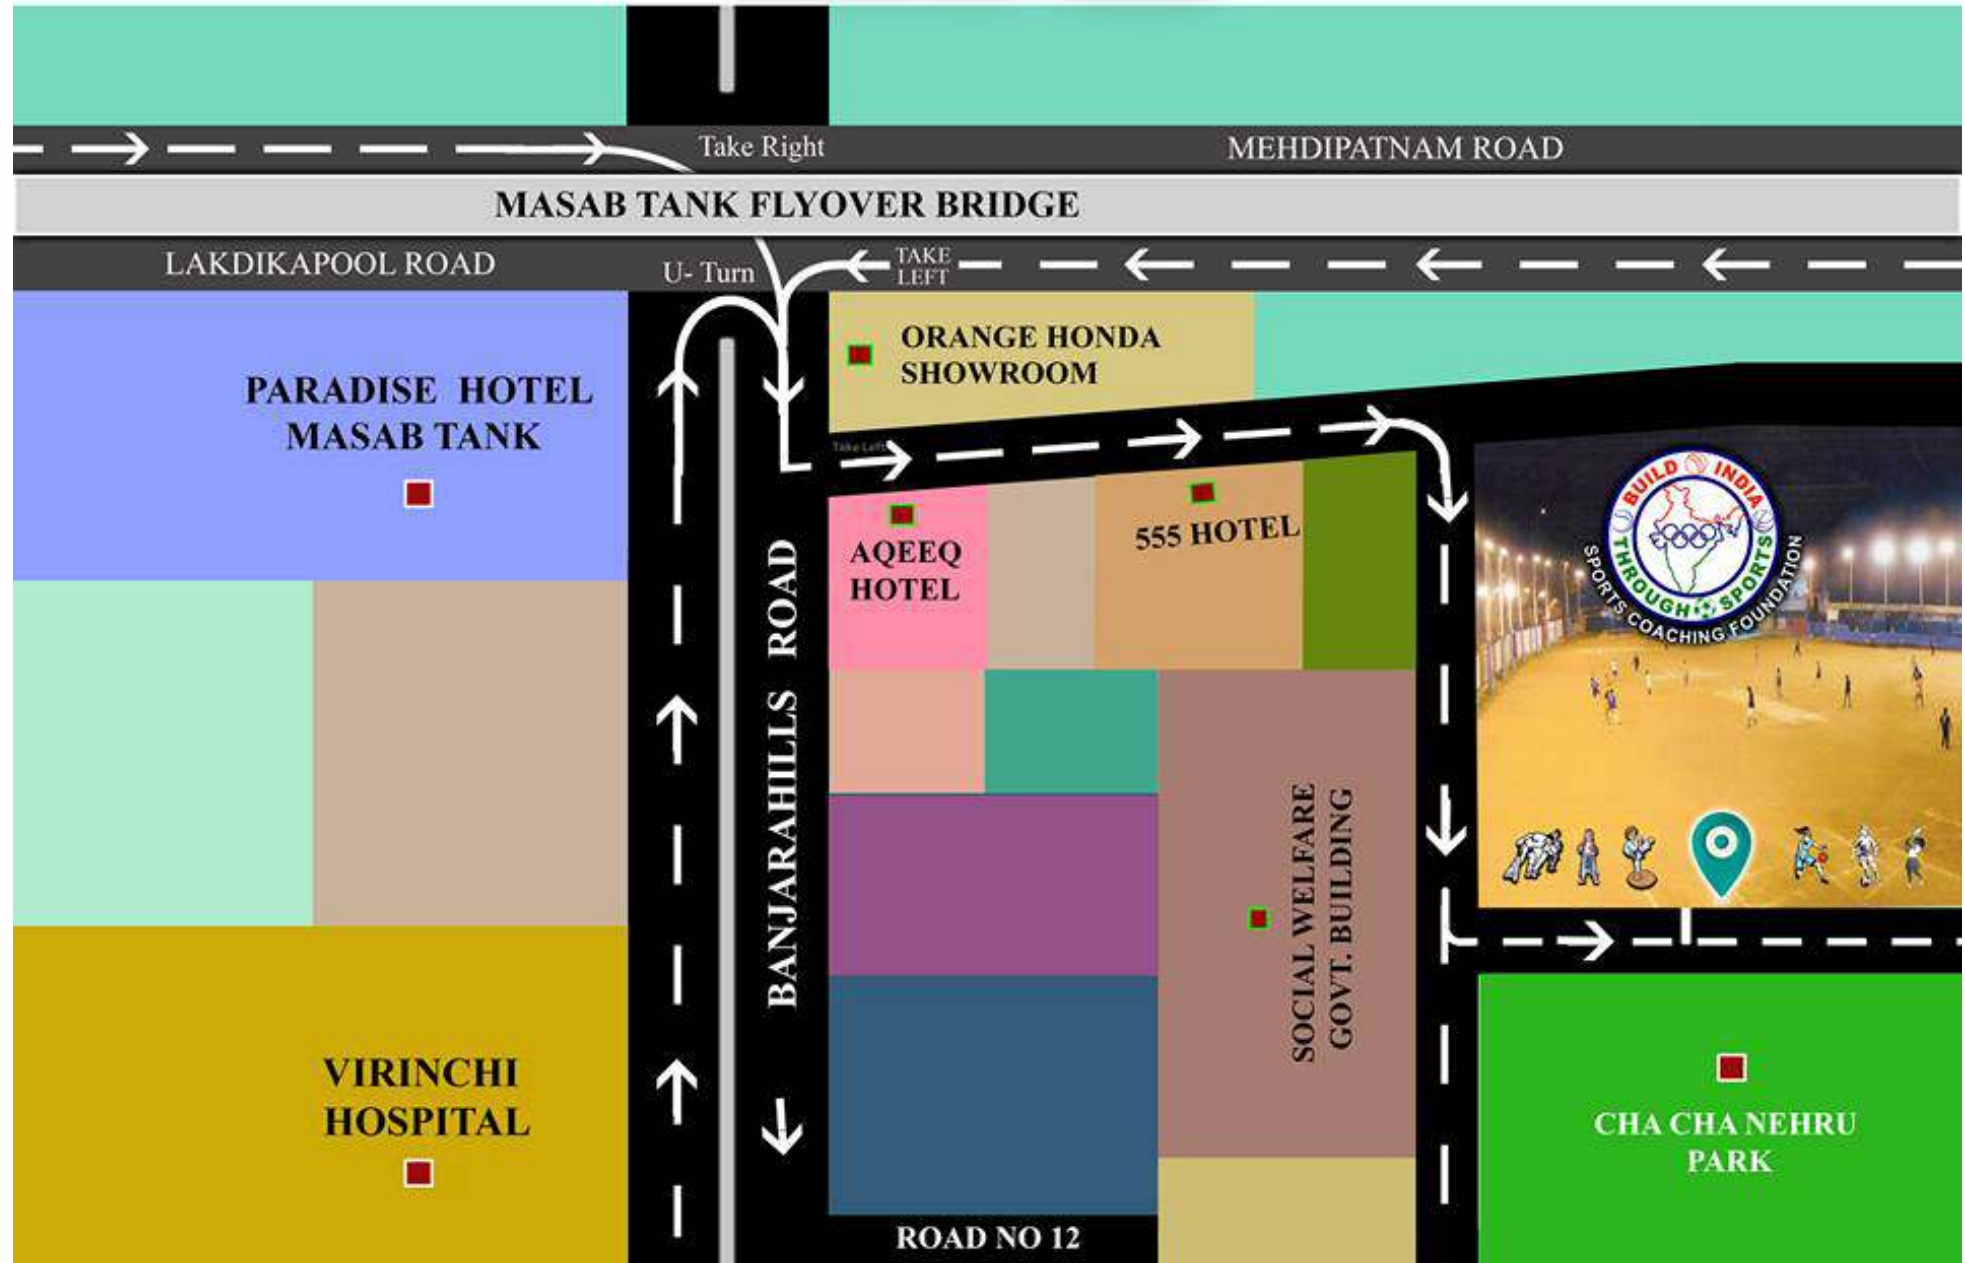 Take Right
MEHDIPATNAM ROAD
MASAB TANK FLYOVER BRIDGE
LAKDIKAPOOL ROAD
U- Turn
TAKE
LEFT
ORANGE HONDA
SHOWROOM
PARADISE HOTEL
MASAB TANK
Take Left
AQEEQ
HOTEL
555 HOTEL
BUILD INDIA
THROUGH SPORTS
SPORTS COACHING FOUNDATION
BANJARAHILLS ROAD
SOCIAL WELFARE
GOVT. BUILDING
VIRINCHI
HOSPITAL
CHA CHA NEHRU
PARK
ROAD NO 12